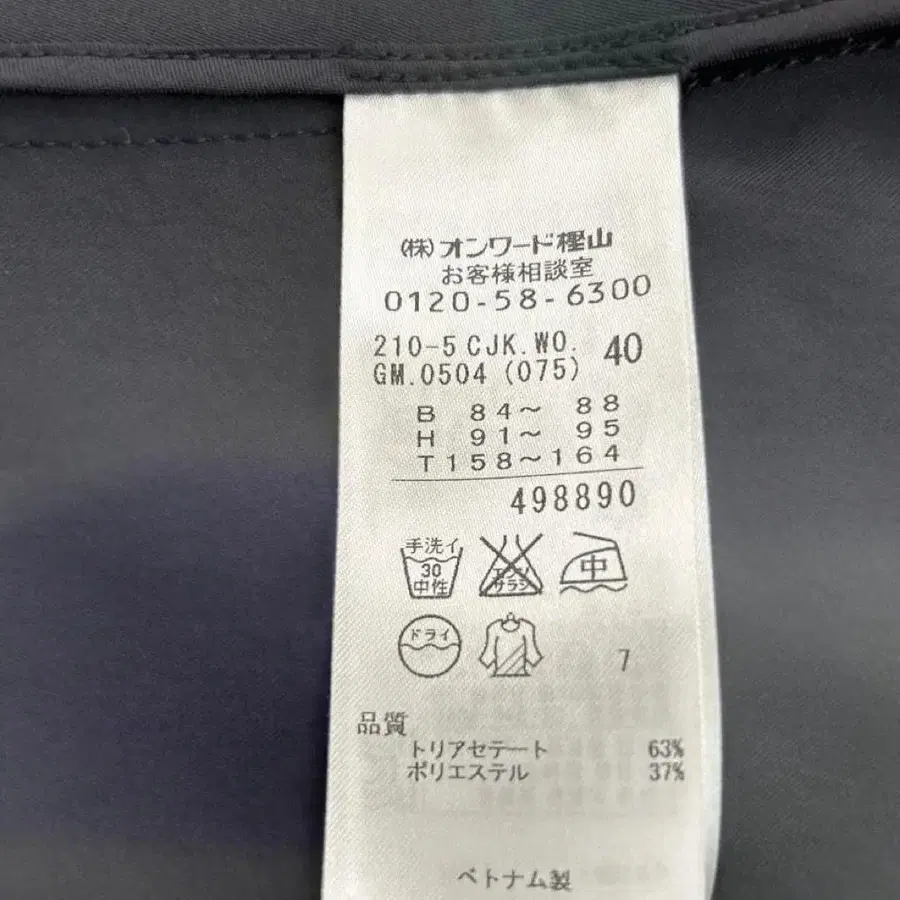 (株)オンワード樫山
お客様相談室
0120-58-6300
210-5CJK.WO. 40
GM.0504 (075)
B 84〜 88
H 91〜 95
T158〜164
498890
手洗イ
30
中性
エンソ
サラシ
中
ドライ
7
品質
トリアセテート 63%
ポリエステル 37%
ベトナム製